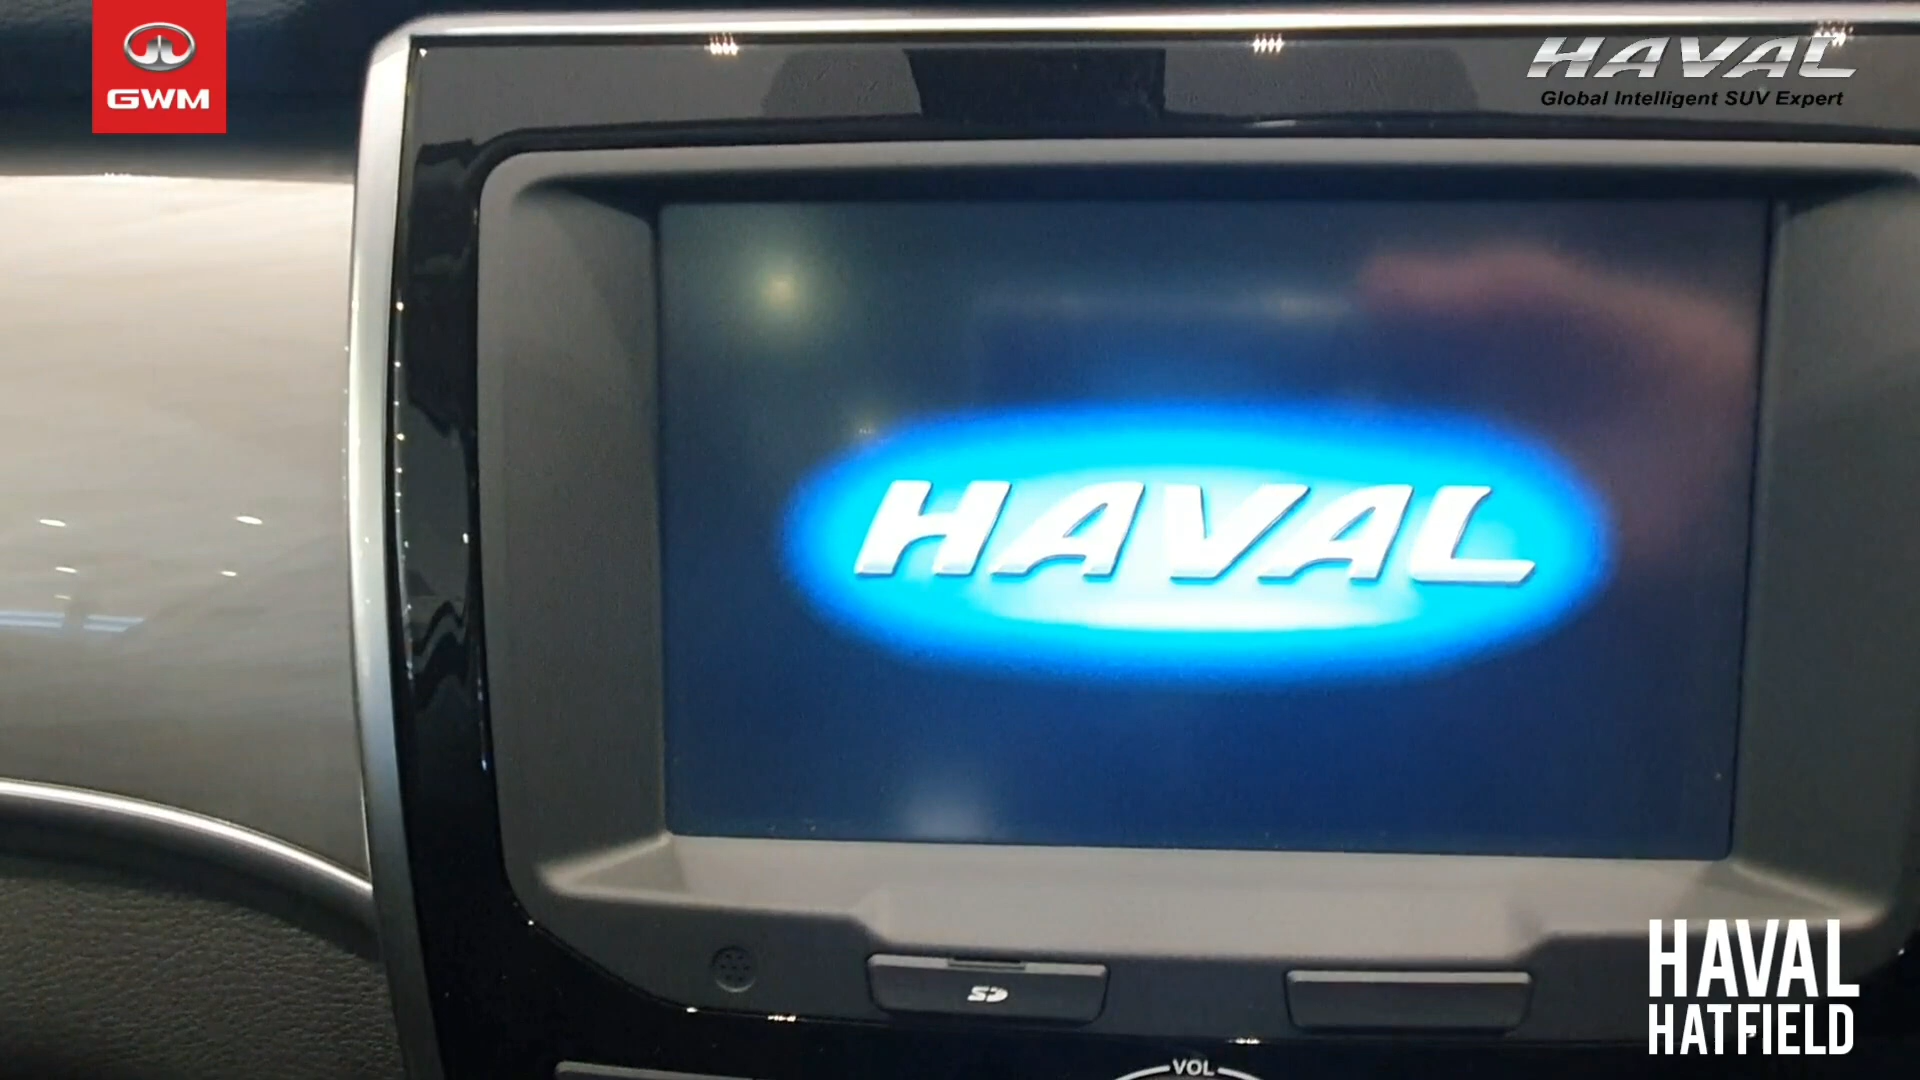 GWM
HAVAL
Global Intelligent SUV Expert
HAVAL
SD
VOL
HAVAL
HATFIELD